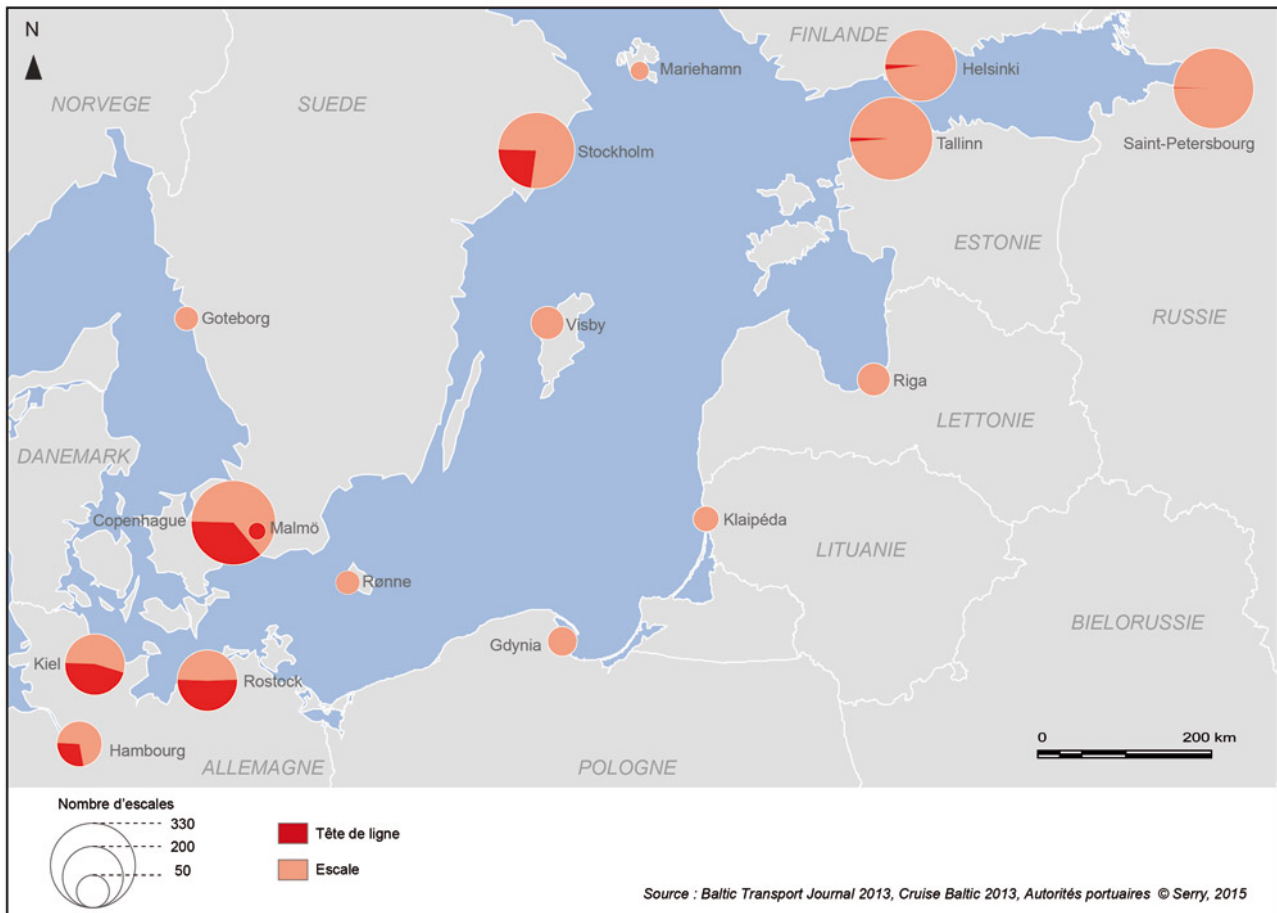 N
FINLANDE
Mariehamn
Helsinki
NORVEGE
SUEDE
Stockholm
Tallinn
Saint-Petersbourg
ESTONIE
Goteborg
Visby
RUSSIE
Riga
LETTONIE
DANEMARK
Copenhague
Malmö
Klaipéda
LITUANIE
Rønne
BIELORUSSIE
Gdynia
Kiel
Rostock
Hambourg
ALLEMAGNE
POLOGNE
0 200 km
Nombre d'escales
330
200
50
Tête de ligne
Escale
Source : Baltic Transport Journal 2013, Cruise Baltic 2013, Autorités portuaires © Serry, 2015